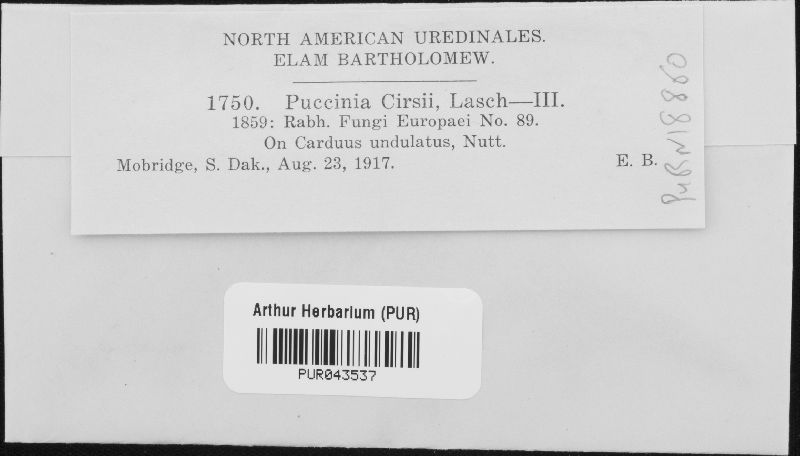 NORTH AMERICAN UREDINALES.
ELAM BARTHOLOMEW.
1750. Puccinia Cirsii, Lasch—III.
1859: Rabh. Fungi Europaei No. 89.
On Carduus undulatus, Nutt.
Mobridge, S. Dak., Aug. 23, 1917. E. B.
PUR N18860
Arthur Herbarium (PUR)
PUR043537